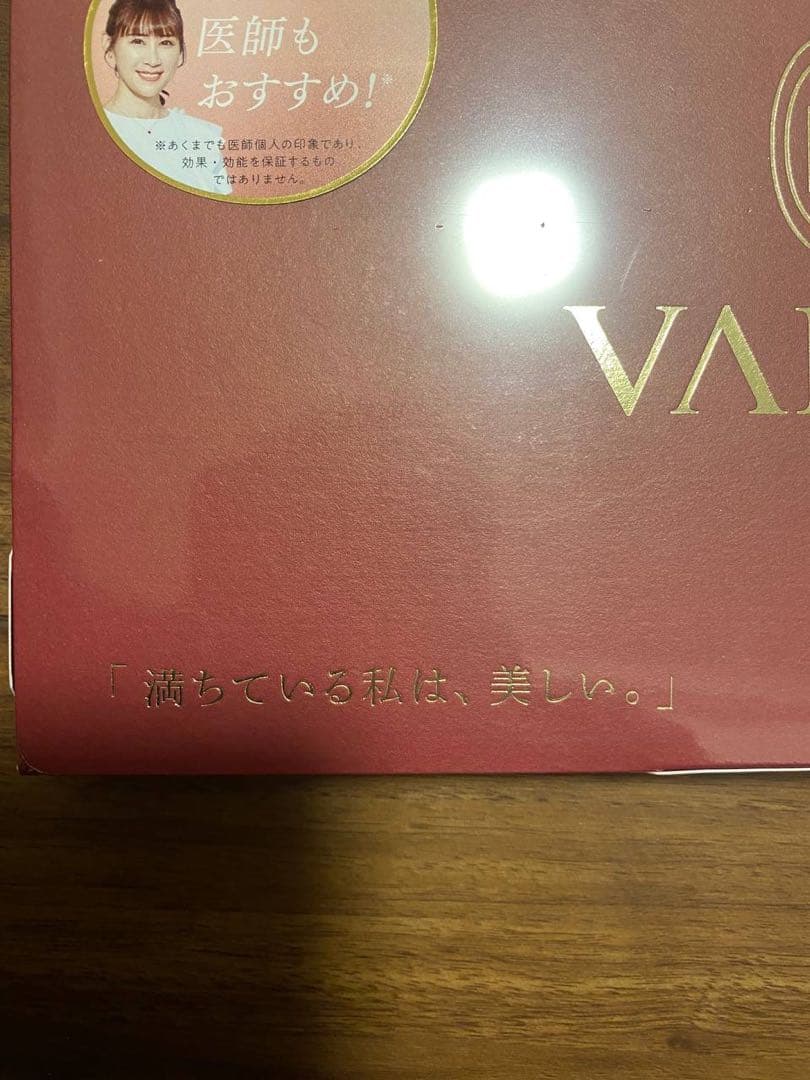 医師も
おすすめ!※
※あくまでも医師個人の印象であり、
効果・効能を保証するもの
ではありません。
VA
「満ちている私は、美しい。」